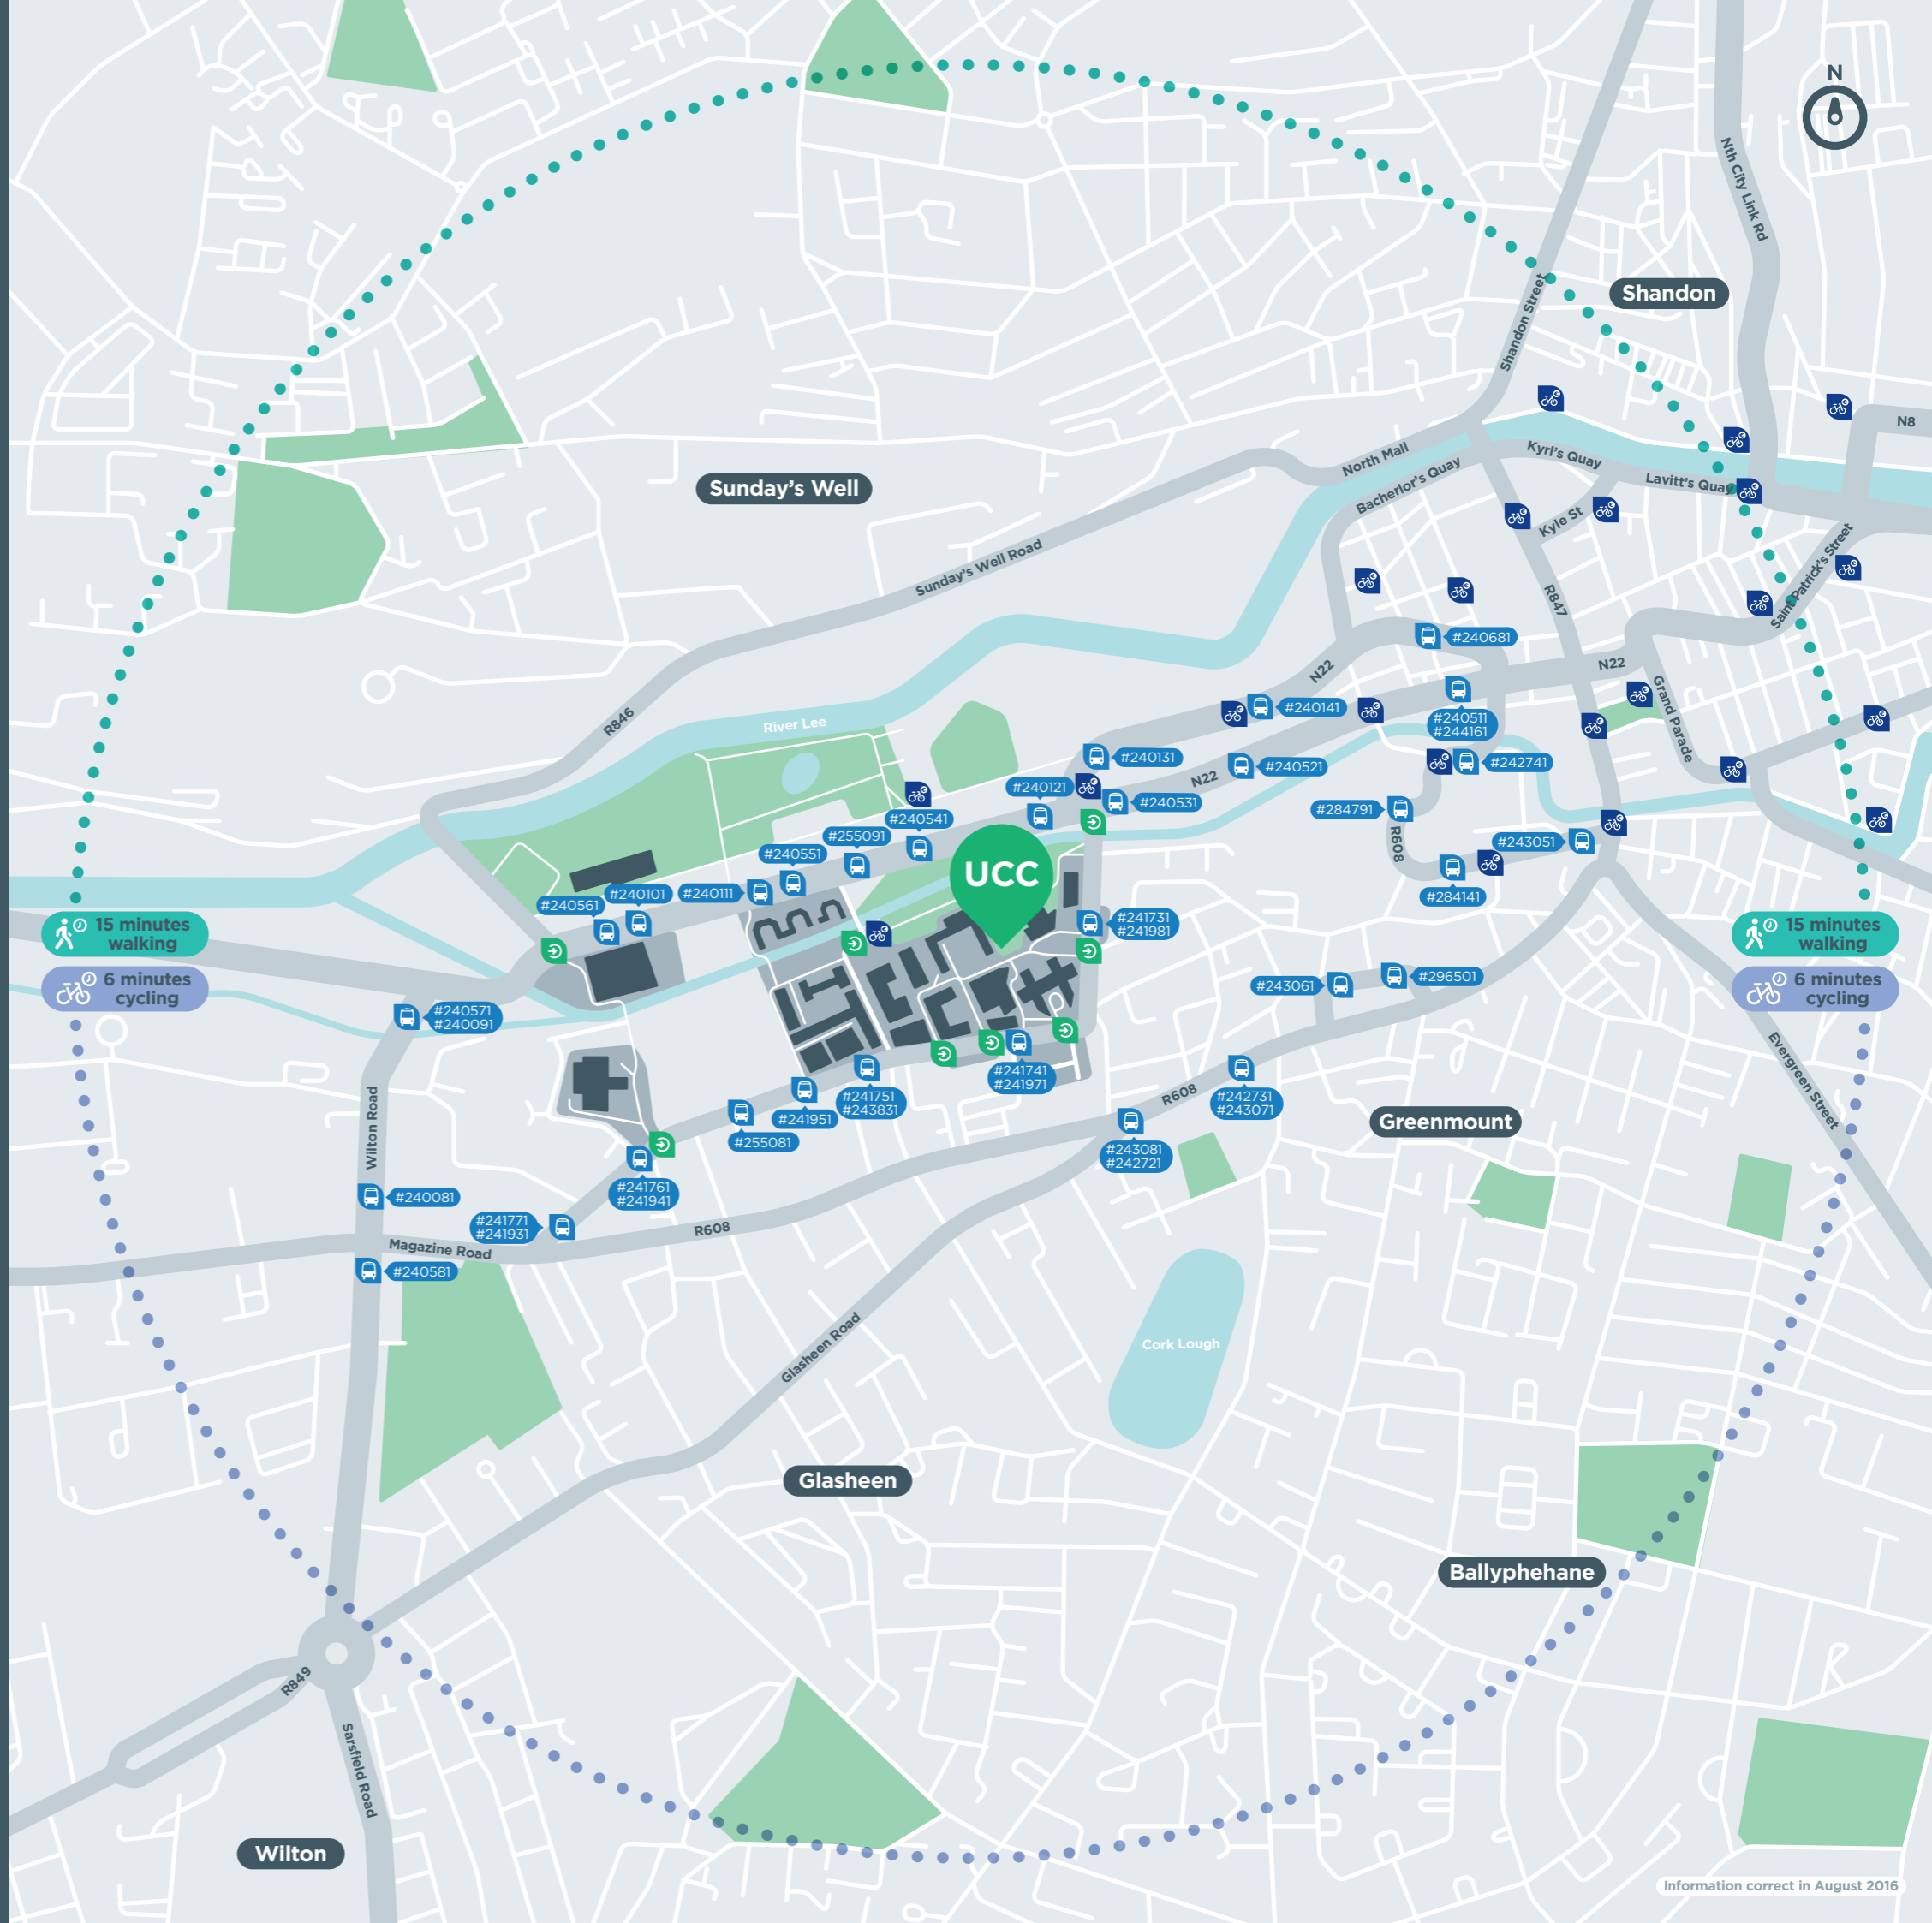 N
Nth City Link Rd
Shandon
Shandon Street
N8
North Mall
Kyrl's Quay
Bacherlor's Quay
Lavitt's Quay
Sunday's Well
Kyle St
Sunday's Well Road
Saint Patrick's Street
R847
#240681
N22
N22
R846
River Lee
#240141
#240511
#244161
Grand Parade
#240131
N22
#240521
#242741
#240121
#240531
#284791
#240541
#255091
R608
#243051
#240551
UCC
#240561
#240101
#240111
#284141
15 minutes
walking
#241731
#241981
15 minutes
walking
6 minutes
cycling
#243061
#296501
6 minutes
cycling
#240571
#240091
#241741
#241971
Evergreen Street
Wilton Road
#241751
#243831
#241951
#255081
R608
#242731
#243071
Greenmount
#243081
#242721
#240081
#241761
#241941
#241771
#241931
R608
Magazine Road
#240581
Cork Lough
Glasheen Road
Glasheen
Ballyphehane
R849
Sarsfield Road
Wilton
Information correct in August 2016